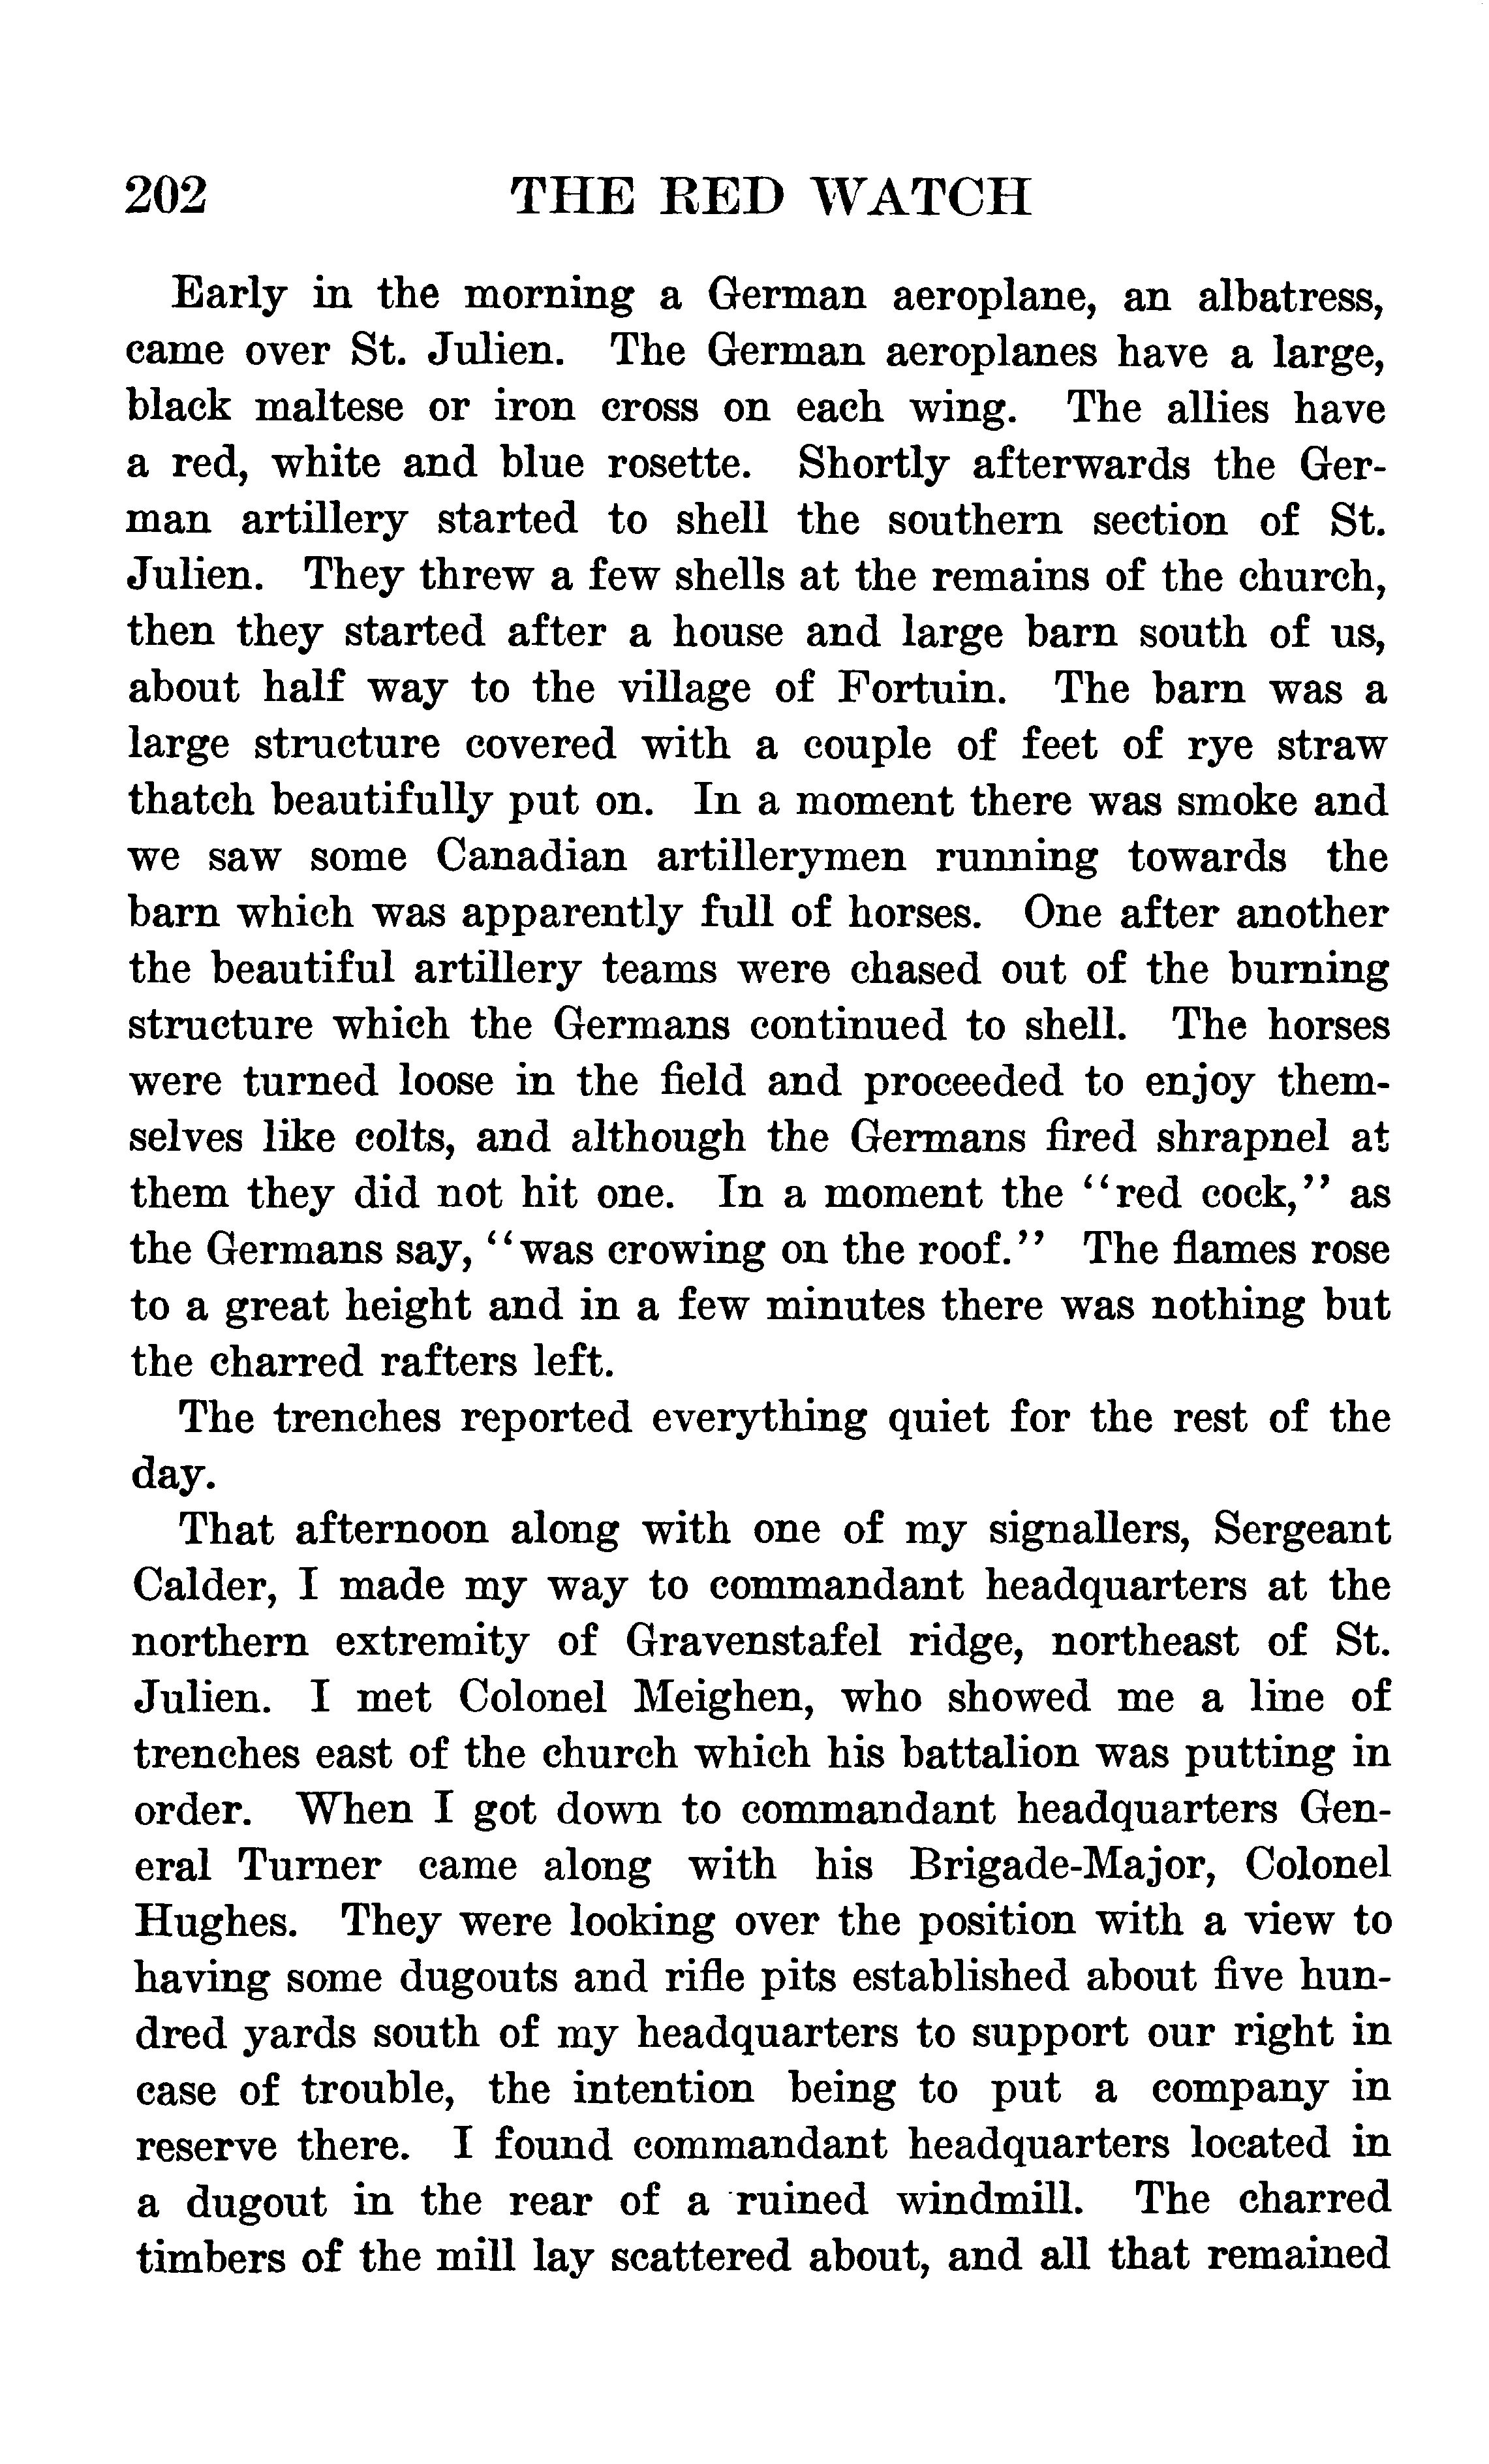 202 THE RED WATCH
Early in the morning a German aeroplane, an albatress,
came over St. Julien. The German aeroplanes have a large,
black maltese or iron cross on each wing. The allies have
a red, white and blue rosette. Shortly afterwards the Ger-
man artillery started to shell the southern section of St.
Julien. They threw a few shells at the remains of the church,
then they started after a house and large barn south of us,
about half way to the village of Fortuin. The barn was a
large structure covered with a couple of feet of rye straw
thatch beautifully put on. In a moment there was smoke and
we saw some Canadian artillerymen running towards the
barn which was apparently full of horses. One after another
the beautiful artillery teams were chased out of the burning
structure which the Germans continued to shell. The horses
were turned loose in the field and proceeded to enjoy them-
selves like colts, and although the Germans fired shrapnel at
them they did not hit one. In a moment the "red cock," as
the Germans say, "was crowing on the roof." The flames rose
to a great height and in a few minutes there was nothing but
the charred rafters left.
The trenches reported everything quiet for the rest of the
day.
That afternoon along with one of my signallers, Sergeant
Calder, I made my way to commandant headquarters at the
northern extremity of Gravenstafel ridge, northeast of St.
Julien. I met Colonel Meighen, who showed me a line of
trenches east of the church which his battalion was putting in
order. When I got down to commandant headquarters Gen-
eral Turner came along with his Brigade-Major, Colonel
Hughes. They were looking over the position with a view to
having some dugouts and rifle pits established about five hun-
dred yards south of my headquarters to support our right in
case of trouble, the intention being to put a company in
reserve there. I found commandant headquarters located in
a dugout in the rear of a ruined windmill. The charred
timbers of the mill lay scattered about, and all that remained